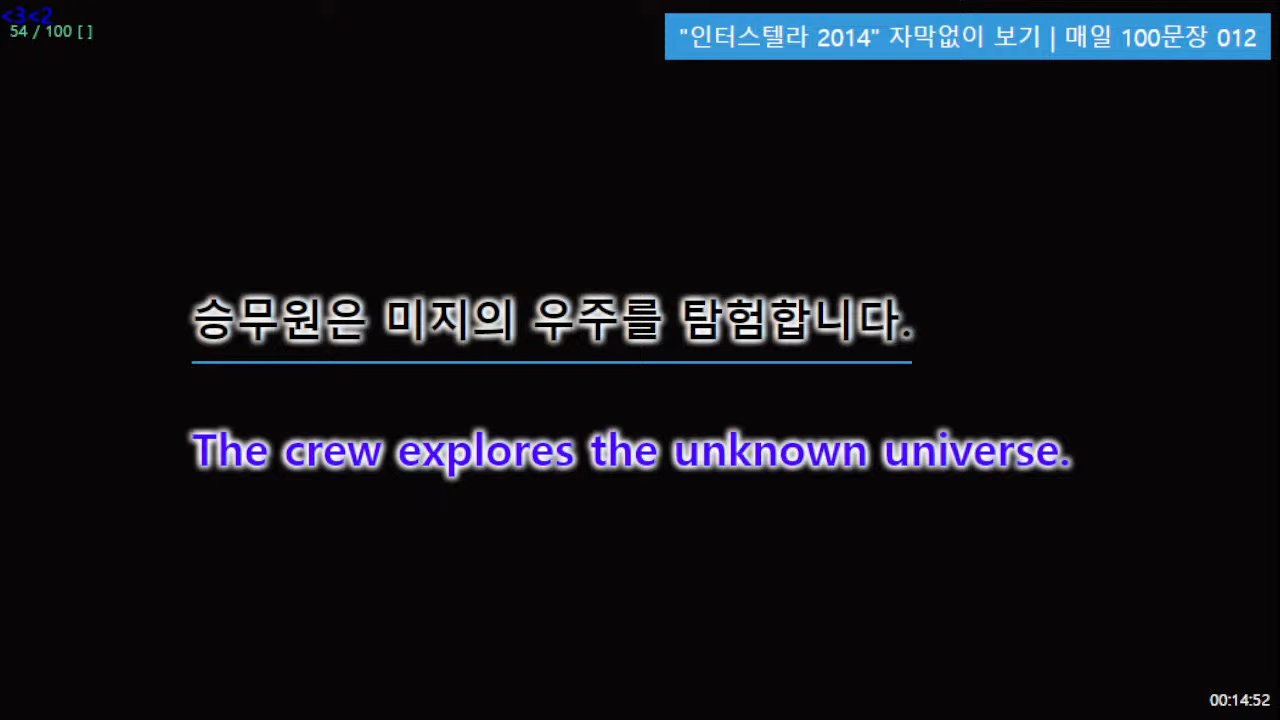 <3<2
54 / 100 [ ]
"인터스텔라 2014" 자막없이 보기 | 매일 100문장 012
승무원은 미지의 우주를 탐험합니다.
The crew explores the unknown universe.
00:14:52